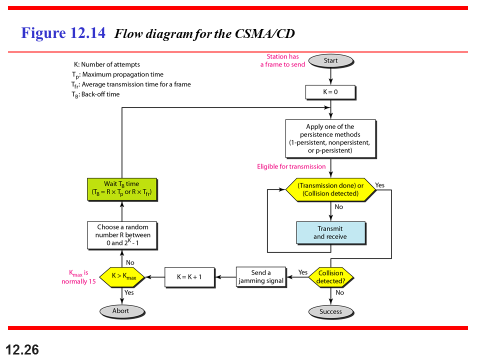 Figure 12.14 Flow diagram for the CSMA/CD
Station has
a frame to send
Start
K: Number of attempts
Tp: Maximum propagation time
Tfr: Average transmission time for a frame
TB: Back-off time
K = 0
Apply one of the
persistence methods
(1-persistent, nonpersistent,
or p-persistent)
Eligible for transmission
(Transmission done) or
(Collision detected)
Yes
No
Transmit
and receive
Wait TB time
(TB = R × Tp or R × Tfr)
Choose a random
number R between
0 and 2^K - 1
No
Kmax is
normally 15
K > Kmax
K = K + 1
Send a
jamming signal
Yes
Collision
detected?
Yes
No
Abort
Success
12.26